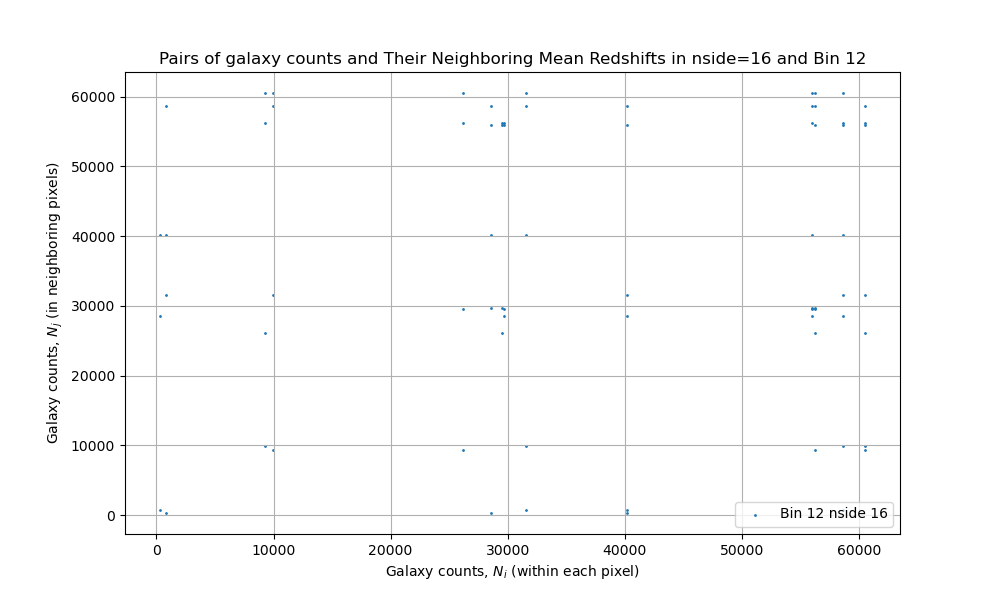 Pairs of galaxy counts and Their Neighboring Mean Redshifts in nside=16 and Bin 12
Galaxy counts, N_j (in neighboring pixels)
60000
50000
40000
30000
20000
10000
0
Bin 12 nside 16
0 10000 20000 30000 40000 50000 60000
Galaxy counts, N_i (within each pixel)